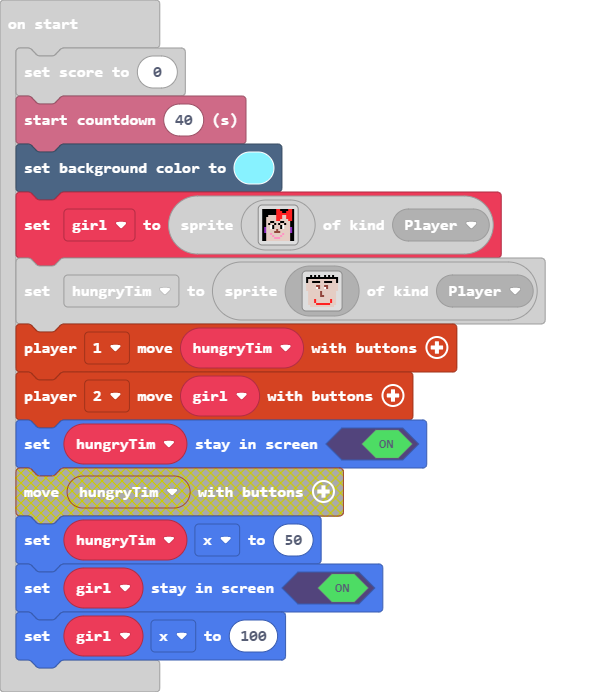 on start
set score to 0
start countdown 40 (s)
set background color to
set girl to sprite of kind Player
set hungryTim to sprite of kind Player
player 1 move hungryTim with buttons
player 2 move girl with buttons
set hungryTim stay in screen ON
move hungryTim with buttons
set hungryTim x to 50
set girl stay in screen ON
set girl x to 100